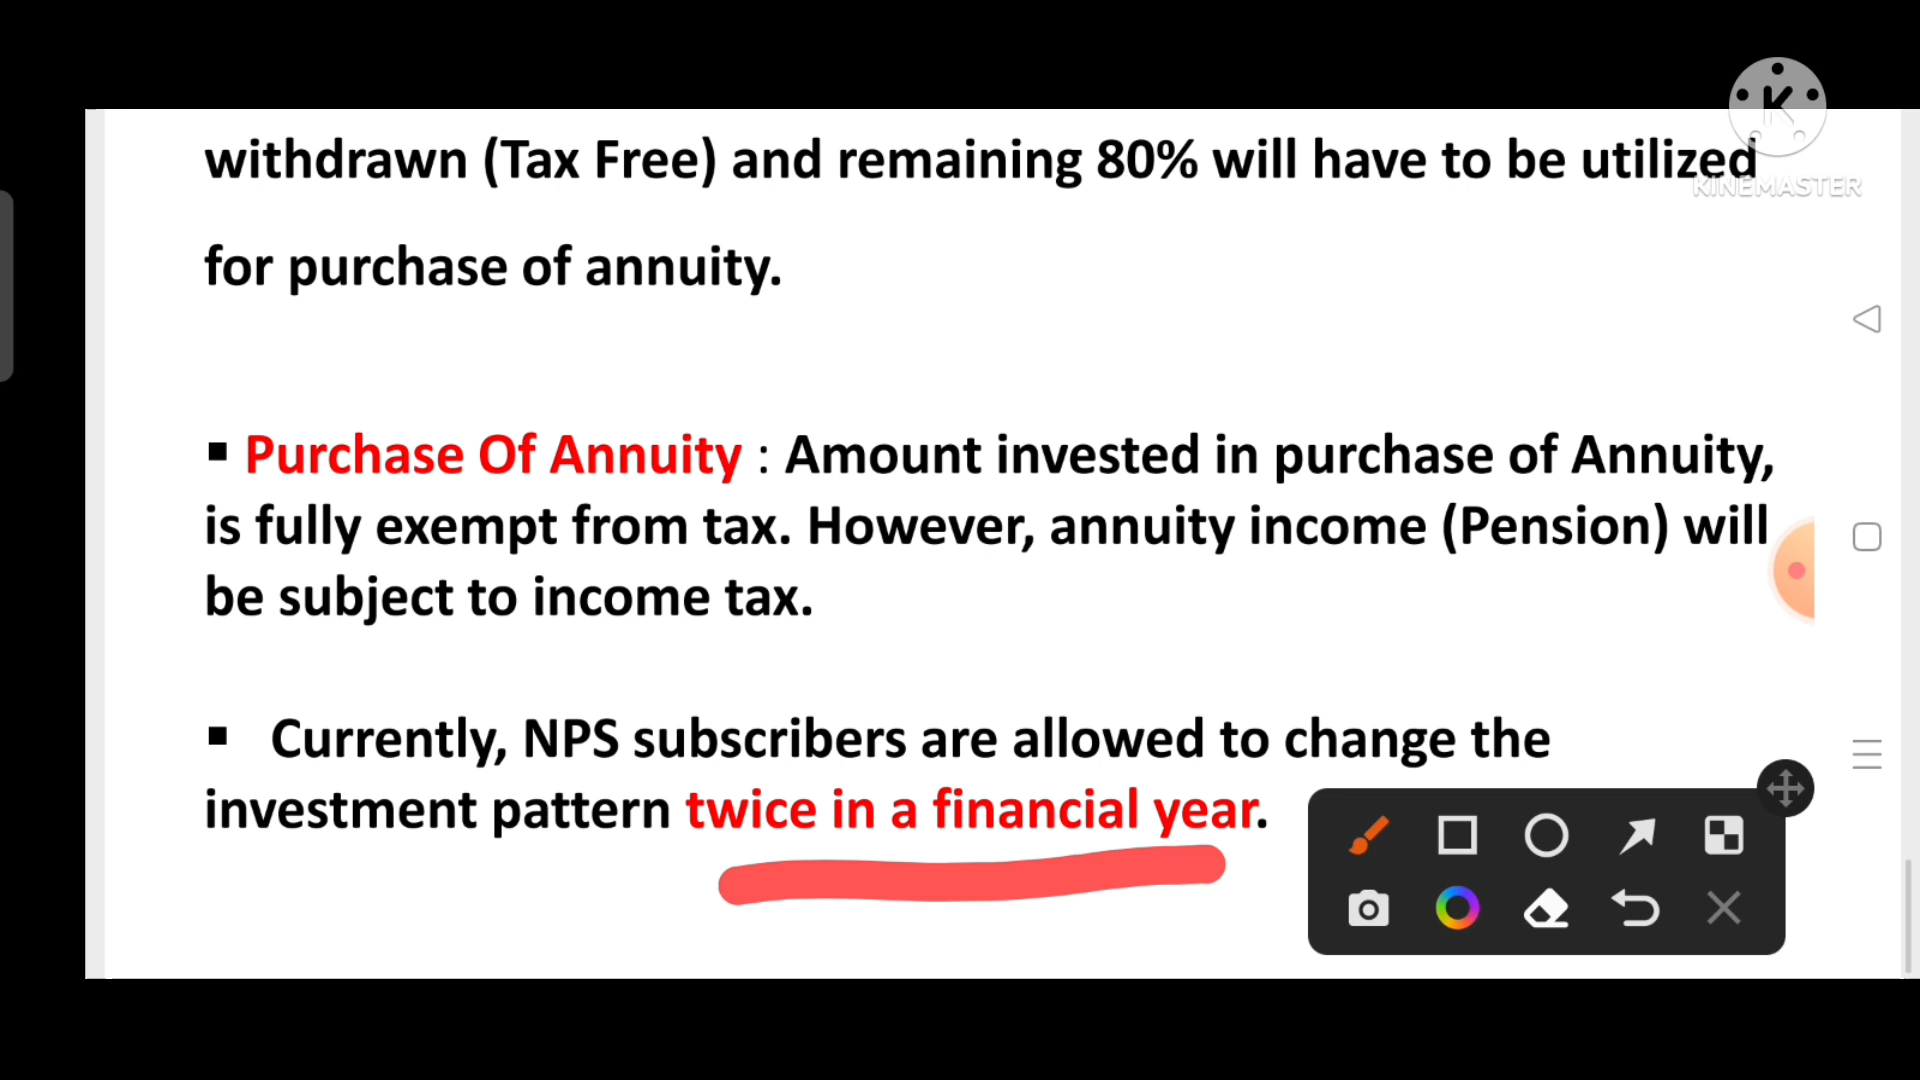 withdrawn (Tax Free) and remaining 80% will have to be utilized
for purchase of annuity.
▪ Purchase Of Annuity : Amount invested in purchase of Annuity,
is fully exempt from tax. However, annuity income (Pension) will
be subject to income tax.
▪ Currently, NPS subscribers are allowed to change the
investment pattern twice in a financial year.
K
KINEMASTER